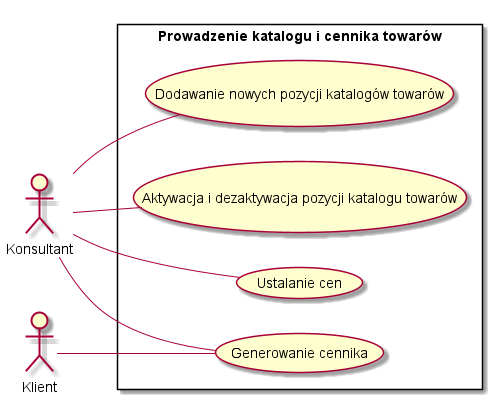 Prowadzenie katalogu i cennika towarów
Dodawanie nowych pozycji katalogów towarów
Aktywacja i dezaktywacja pozycji katalogu towarów
Konsultant
Ustalanie cen
Generowanie cennika
Klient